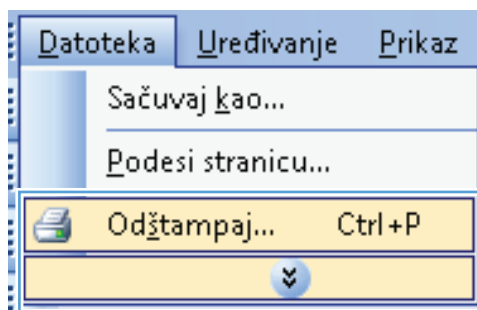 Datoteka Uređivanje Prikaz
Sačuvaj kao...
Podesi stranicu...
Odštampaj... Ctrl+P